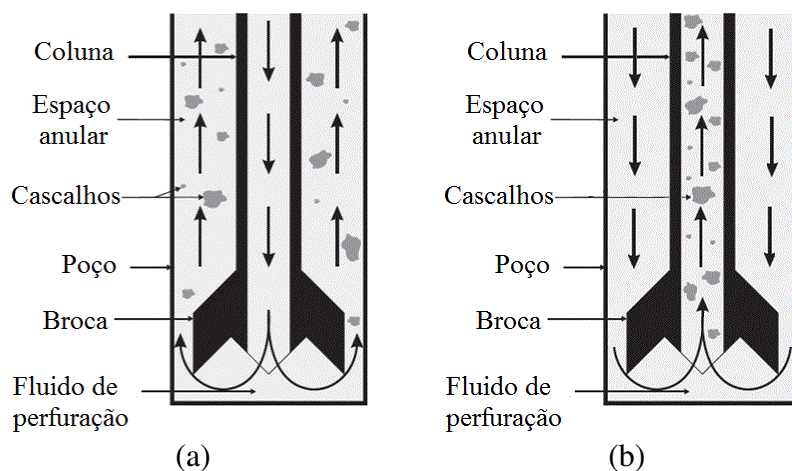 Coluna
Espaço
anular
Cascalhos
Poço
Broca
Fluido de
perfuração
(a)
Coluna
Espaço
anular
Cascalhos
Poço
Broca
Fluido de
perfuração
(b)